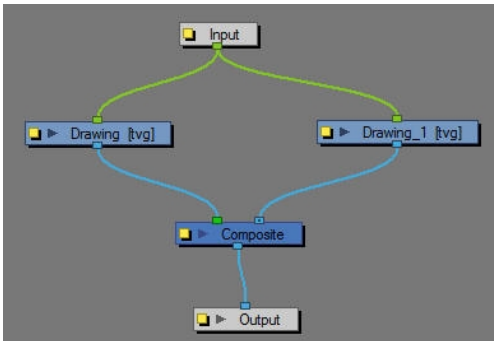 Input
Drawing [tvg]
Drawing_1 [tvg]
Composite
Output